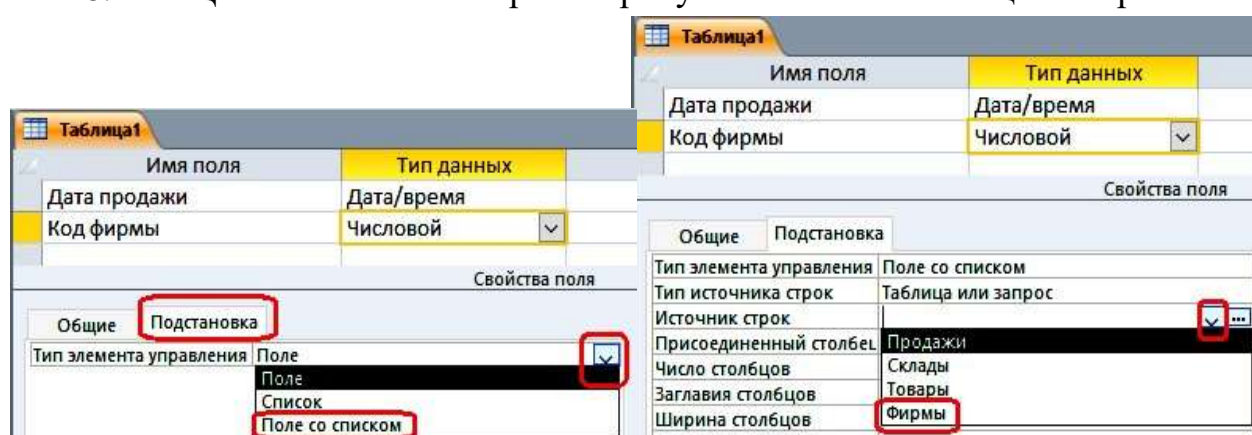 Таблица1
Имя поля Тип данных
Дата продажи Дата/время
Код фирмы Числовой
Свойства поля
Общие Подстановка
Тип элемента управления Поле
Поле
Список
Поле со списком
Таблица1
Имя поля Тип данных
Дата продажи Дата/время
Код фирмы Числовой
Свойства поля
Общие Подстановка
Тип элемента управления Поле со списком
Тип источника строк Таблица или запрос
Источник строк
Присоединенный столбец Продажи
Число столбцов Склады
Заглавия столбцов Товары
Ширина столбцов Фирмы